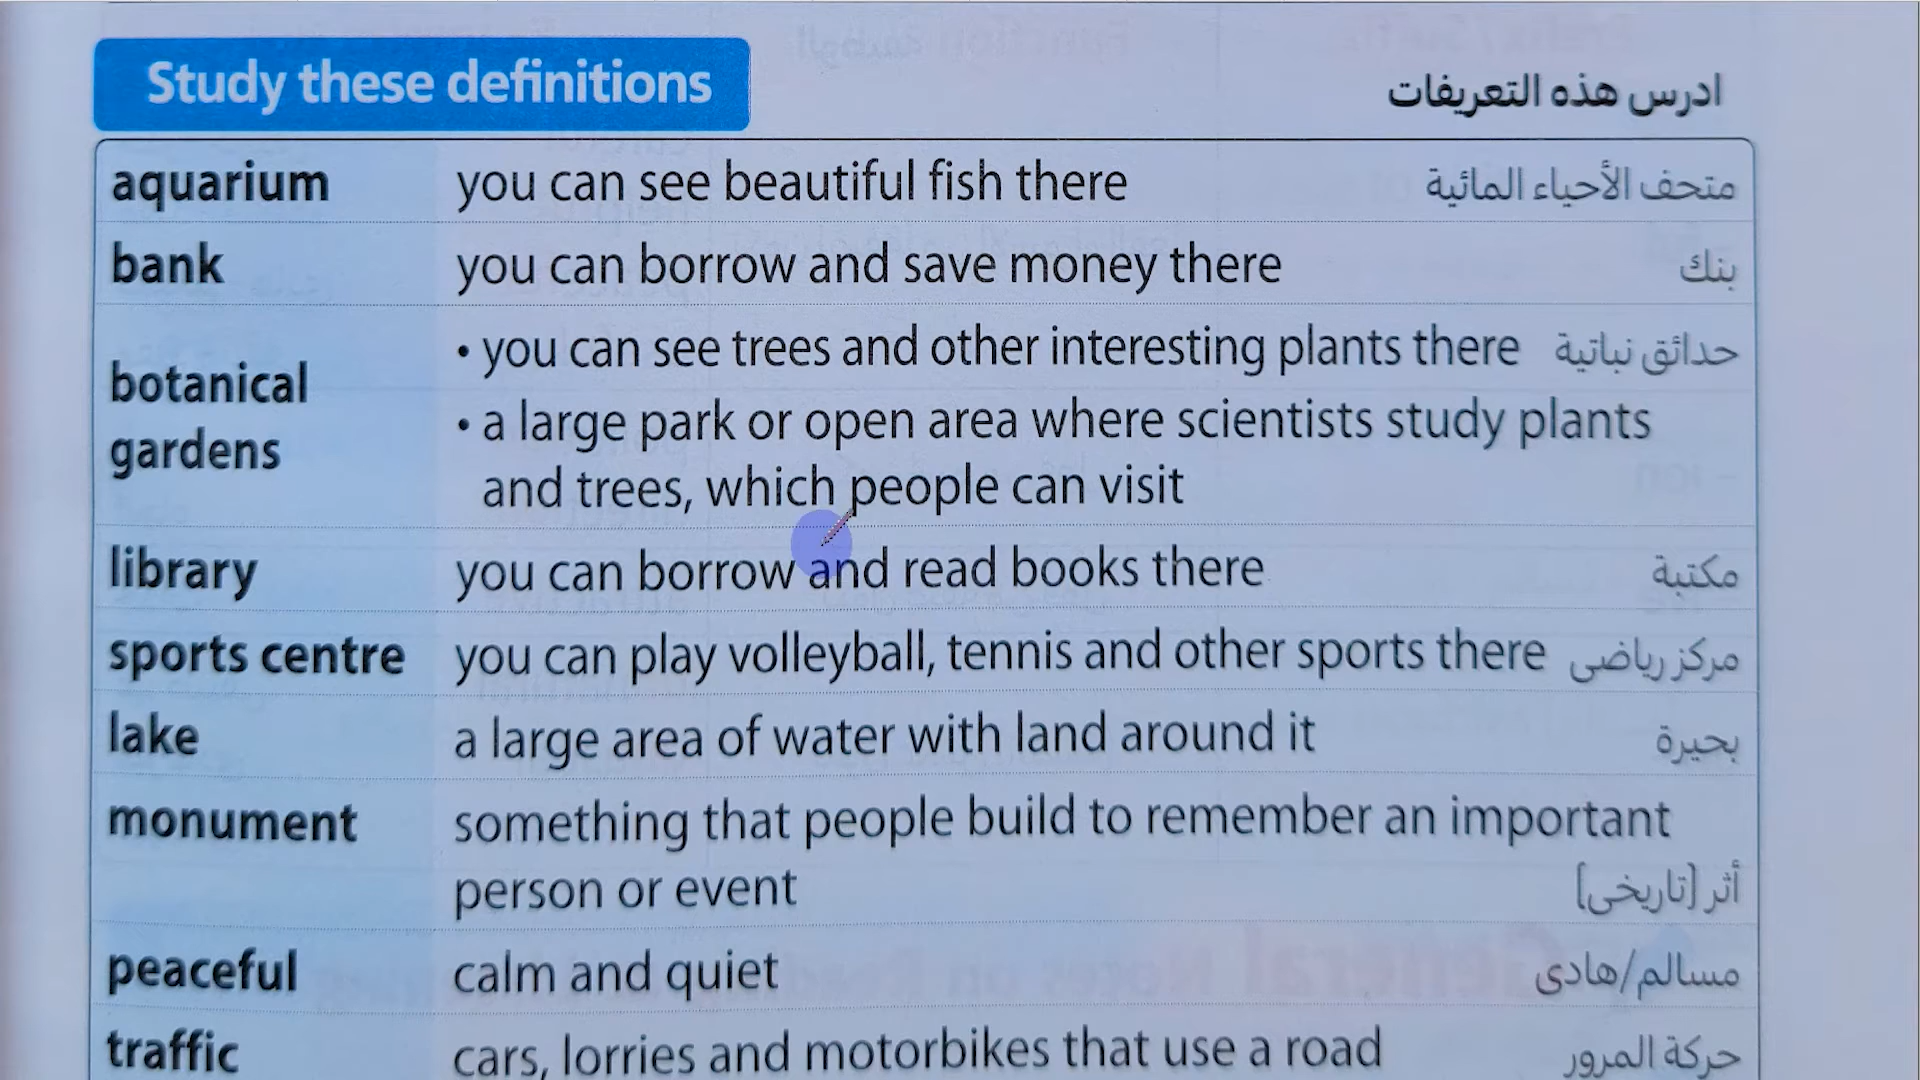 Study these definitions ادرس هذه التعريفات
aquarium you can see beautiful fish there متحف الأحياء المائية
bank you can borrow and save money there بنك
botanical gardens
• you can see trees and other interesting plants there حدائق نباتية
• a large park or open area where scientists study plants
and trees, which people can visit
library you can borrow and read books there مكتبة
sports centre you can play volleyball, tennis and other sports there مركز رياضى
lake a large area of water with land around it بحيرة
monument something that people build to remember an important
person or event أثر [تاريخى]
peaceful calm and quiet مسالم/هادى
traffic cars, lorries and motorbikes that use a road حركة المرور